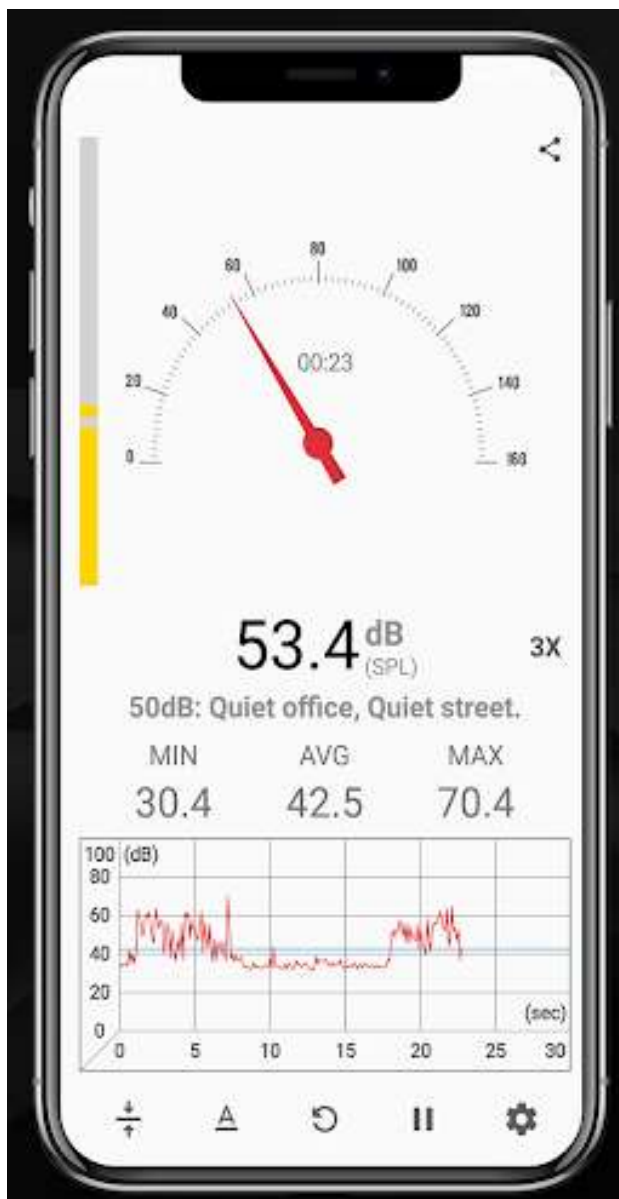 80
60
100
40
120
00:23
20
140
0
160
53.4 dB
(SPL)
3X
50dB: Quiet office, Quiet street.
MIN AVG MAX
30.4 42.5 70.4
100 (dB)
80
60
40
20
0
(sec)
0 5 10 15 20 25 30
A